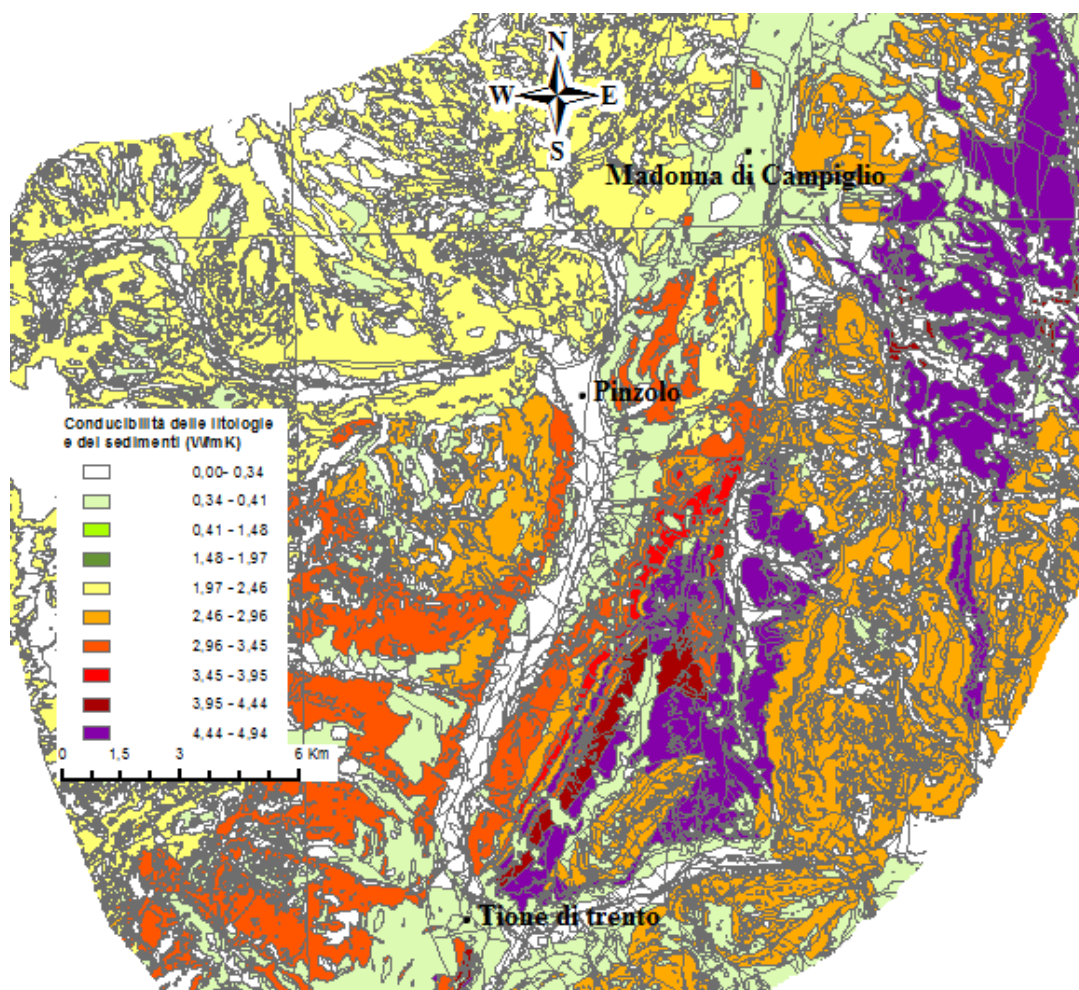 N
W E
S
Madonna di Campiglio
Pinzolo
Conducibilità delle litologie
e dei sedimenti (W/mK)
0,00- 0,34
0,34 - 0,41
0,41 - 1,48
1,48 - 1,97
1,97 - 2,46
2,46 - 2,96
2,96 - 3,45
3,45 - 3,95
3,95 - 4,44
4,44 - 4,94
0 1,5 3 6 Km
Tione di trento